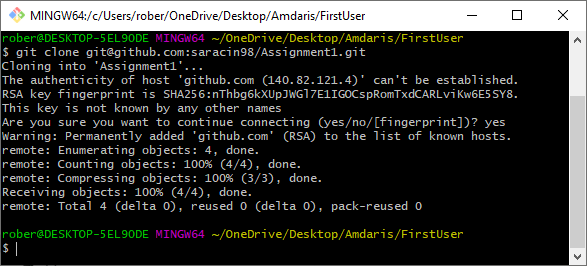 MINGW64:/c/Users/rober/OneDrive/Desktop/Amdaris/FirstUser
rober@DESKTOP-5EL9ODE MINGW64 ~/OneDrive/Desktop/Amdaris/FirstUser
$ git clone git@github.com:saracin98/Assignment1.git
Cloning into 'Assignment1'...
The authenticity of host 'github.com (140.82.121.4)' can't be established.
RSA key fingerprint is SHA256:nThbg6kXUpJWGl7E1IGOCspRomTxdCARLviKw6E5SY8.
This key is not known by any other names
Are you sure you want to continue connecting (yes/no/[fingerprint])? yes
Warning: Permanently added 'github.com' (RSA) to the list of known hosts.
remote: Enumerating objects: 4, done.
remote: Counting objects: 100% (4/4), done.
remote: Compressing objects: 100% (3/3), done.
Receiving objects: 100% (4/4), done.
remote: Total 4 (delta 0), reused 0 (delta 0), pack-reused 0
rober@DESKTOP-5EL9ODE MINGW64 ~/OneDrive/Desktop/Amdaris/FirstUser
$